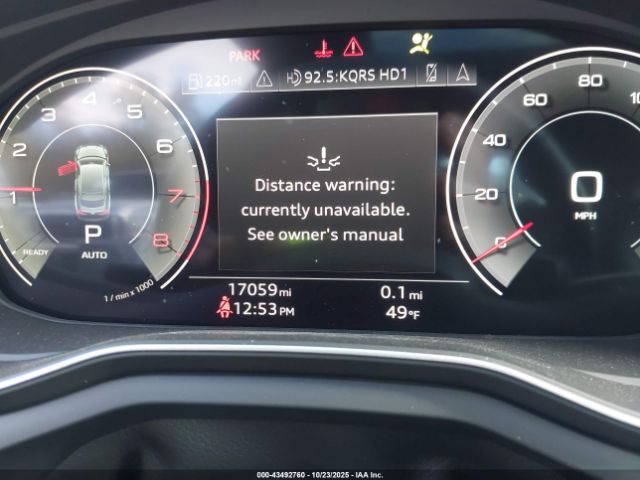 PARK
220mi 92.5:KQRS HD1
1 2 3 4 5 6 7 8
READY
P
AUTO
1 / min x 1000
Distance warning:
currently unavailable.
See owner's manual
17059mi 0.1mi
12:53PM 49°F
0 20 40 60 80
0
MPH
000-43492760 - 10/23/2025 - IAA Inc.